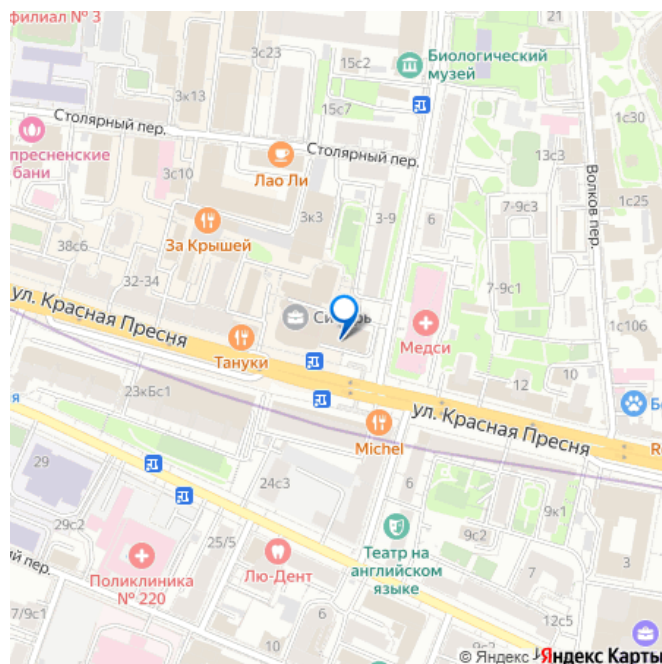 филиал № 3
3с23
15с2
Биологический
музей
1с30
3к13
15с7
Столярный пер.
Столярный пер.
пресненские
бани
3с10
Лао Ли
13с3
Волков пер.
1с25
3к3
3-9
6
7-9с3
За Крышей
38с6
32-34
7-9с1
ул. Красная Пресня
Медси
1с106
Тануки
12
10
23кБс1
ул. Красная Пресня
Michel
29
24с3
6
9к1
29с2
25/5
9с2
3
Театр на
английском
языке
Поликлиника
№ 220
Лю-Дент
пер.
10
6
12с5
7/9с1
9с2
© Яндекс
Яндекс Карты